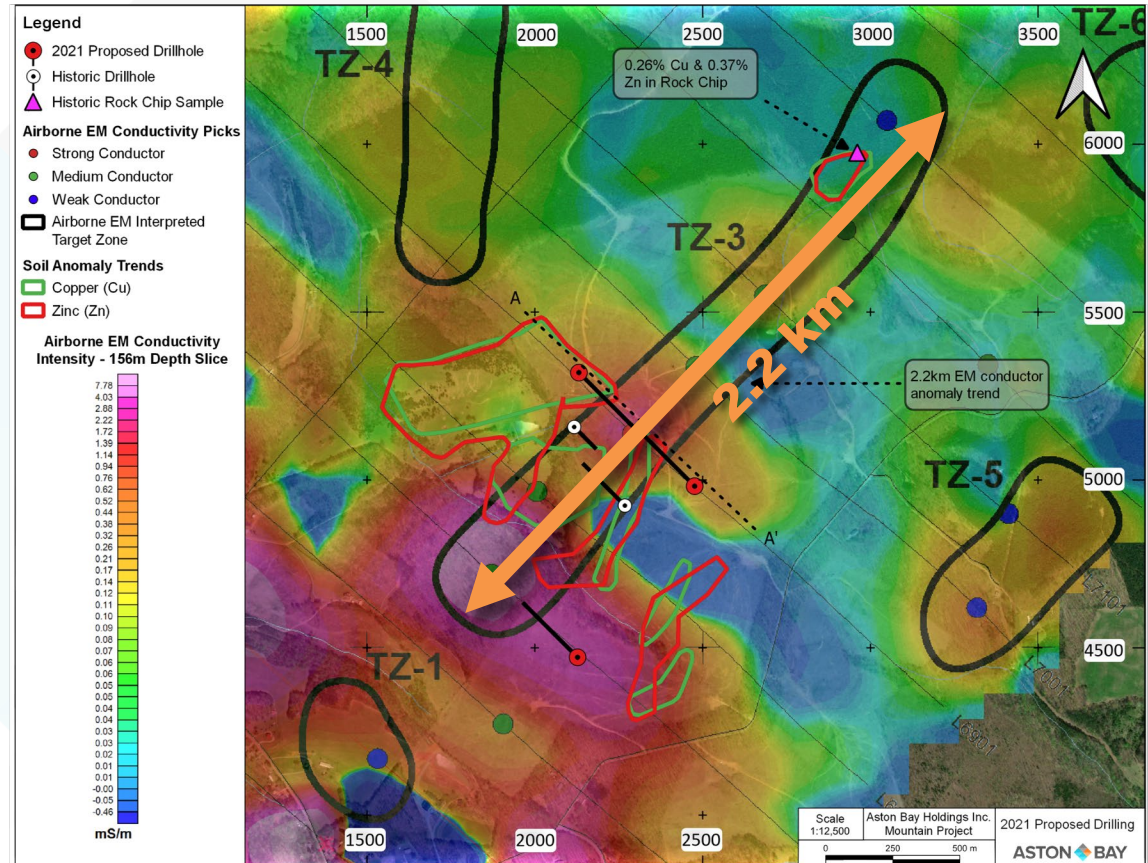 Legend
2021 Proposed Drillhole
Historic Drillhole
Historic Rock Chip Sample
Airborne EM Conductivity Picks
Strong Conductor
Medium Conductor
Weak Conductor
Airborne EM Interpreted
Target Zone
Soil Anomaly Trends
Copper (Cu)
Zinc (Zn)
Airborne EM Conductivity
Intensity - 156m Depth Slice
7.78
4.03
2.88
2.22
1.72
1.39
1.14
0.94
0.76
0.62
0.52
0.44
0.38
0.32
0.26
0.21
0.17
0.14
0.12
0.11
0.10
0.09
0.08
0.07
0.06
0.05
0.05
0.04
0.04
0.03
0.03
0.02
0.02
0.01
0.01
-0.00
-0.05
-0.46
mS/m
1500
2000
2500
3000
3500
TZ-4
TZ-6
0.26% Cu & 0.37%
Zn in Rock Chip
6000
TZ-3
A
5500
2.2 km
2.2km EM conductor
anomaly trend
TZ-5
5000
A'
4500
TZ-1
L7101
L7001
L6901
1500
2000
2500
Scale
1:12,500
Aston Bay Holdings Inc.
Mountain Project
2021 Proposed Drilling
0 250 500 m
ASTON BAY